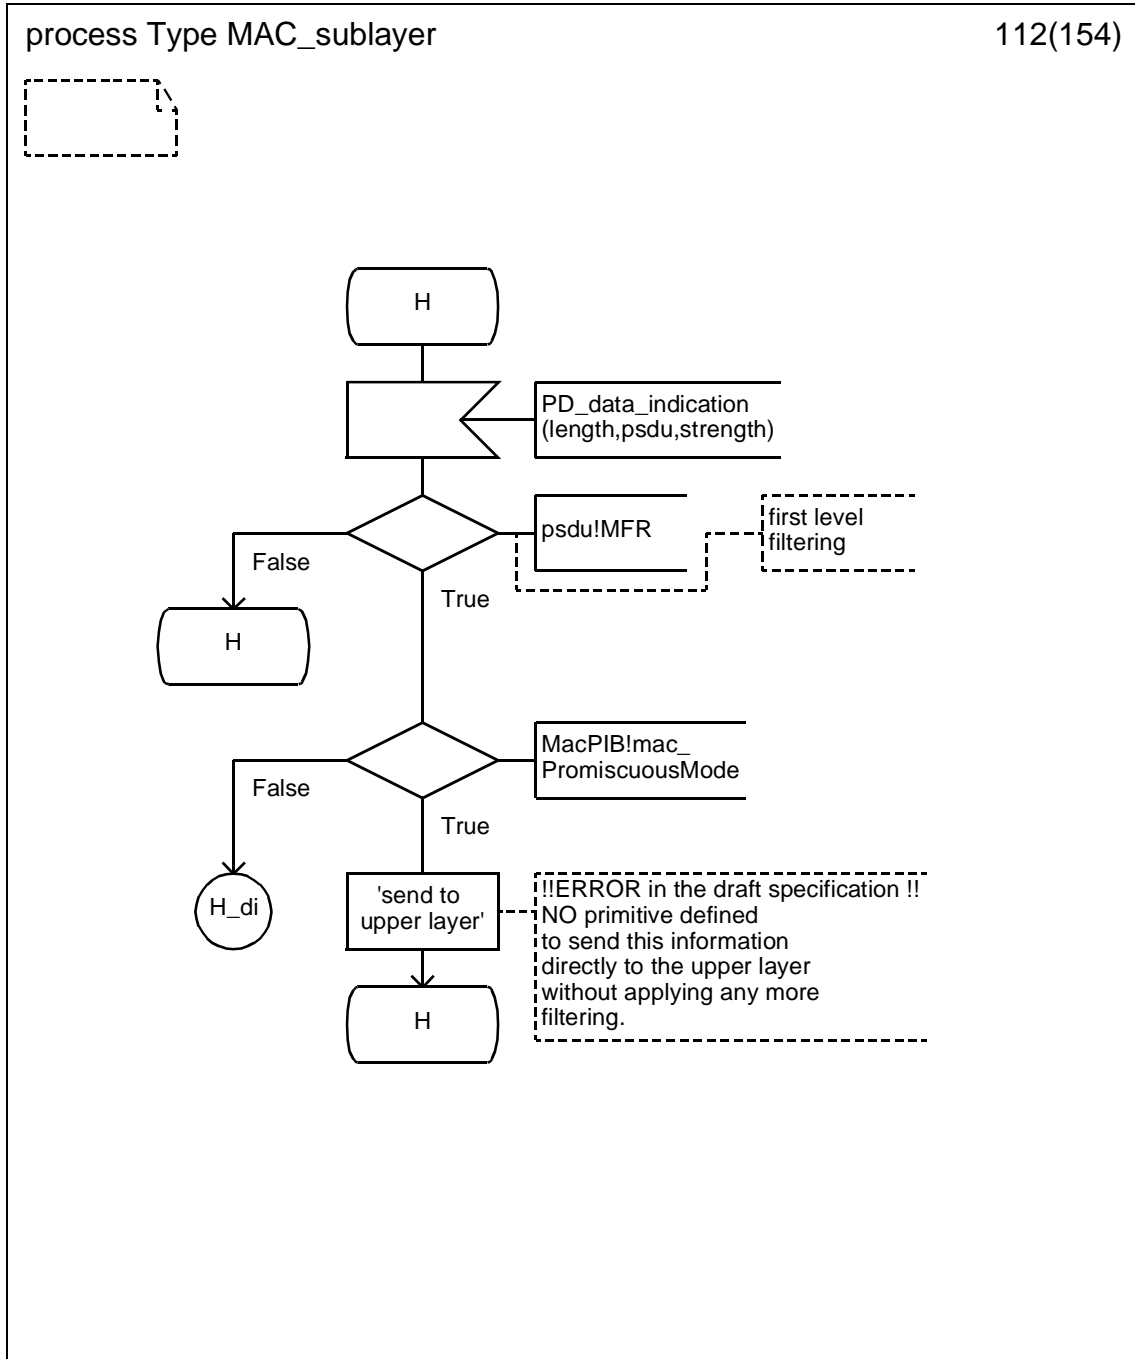 process Type MAC_sublayer
112(154)
H
PD_data_indication
(length,psdu,strength)
psdu!MFR
first level
filtering
False
True
H
MacPIB!mac_
PromiscuousMode
False
True
H_di
'send to
upper layer'
!!ERROR in the draft specification !!
NO primitive defined
to send this information
directly to the upper layer
without applying any more
filtering.
H